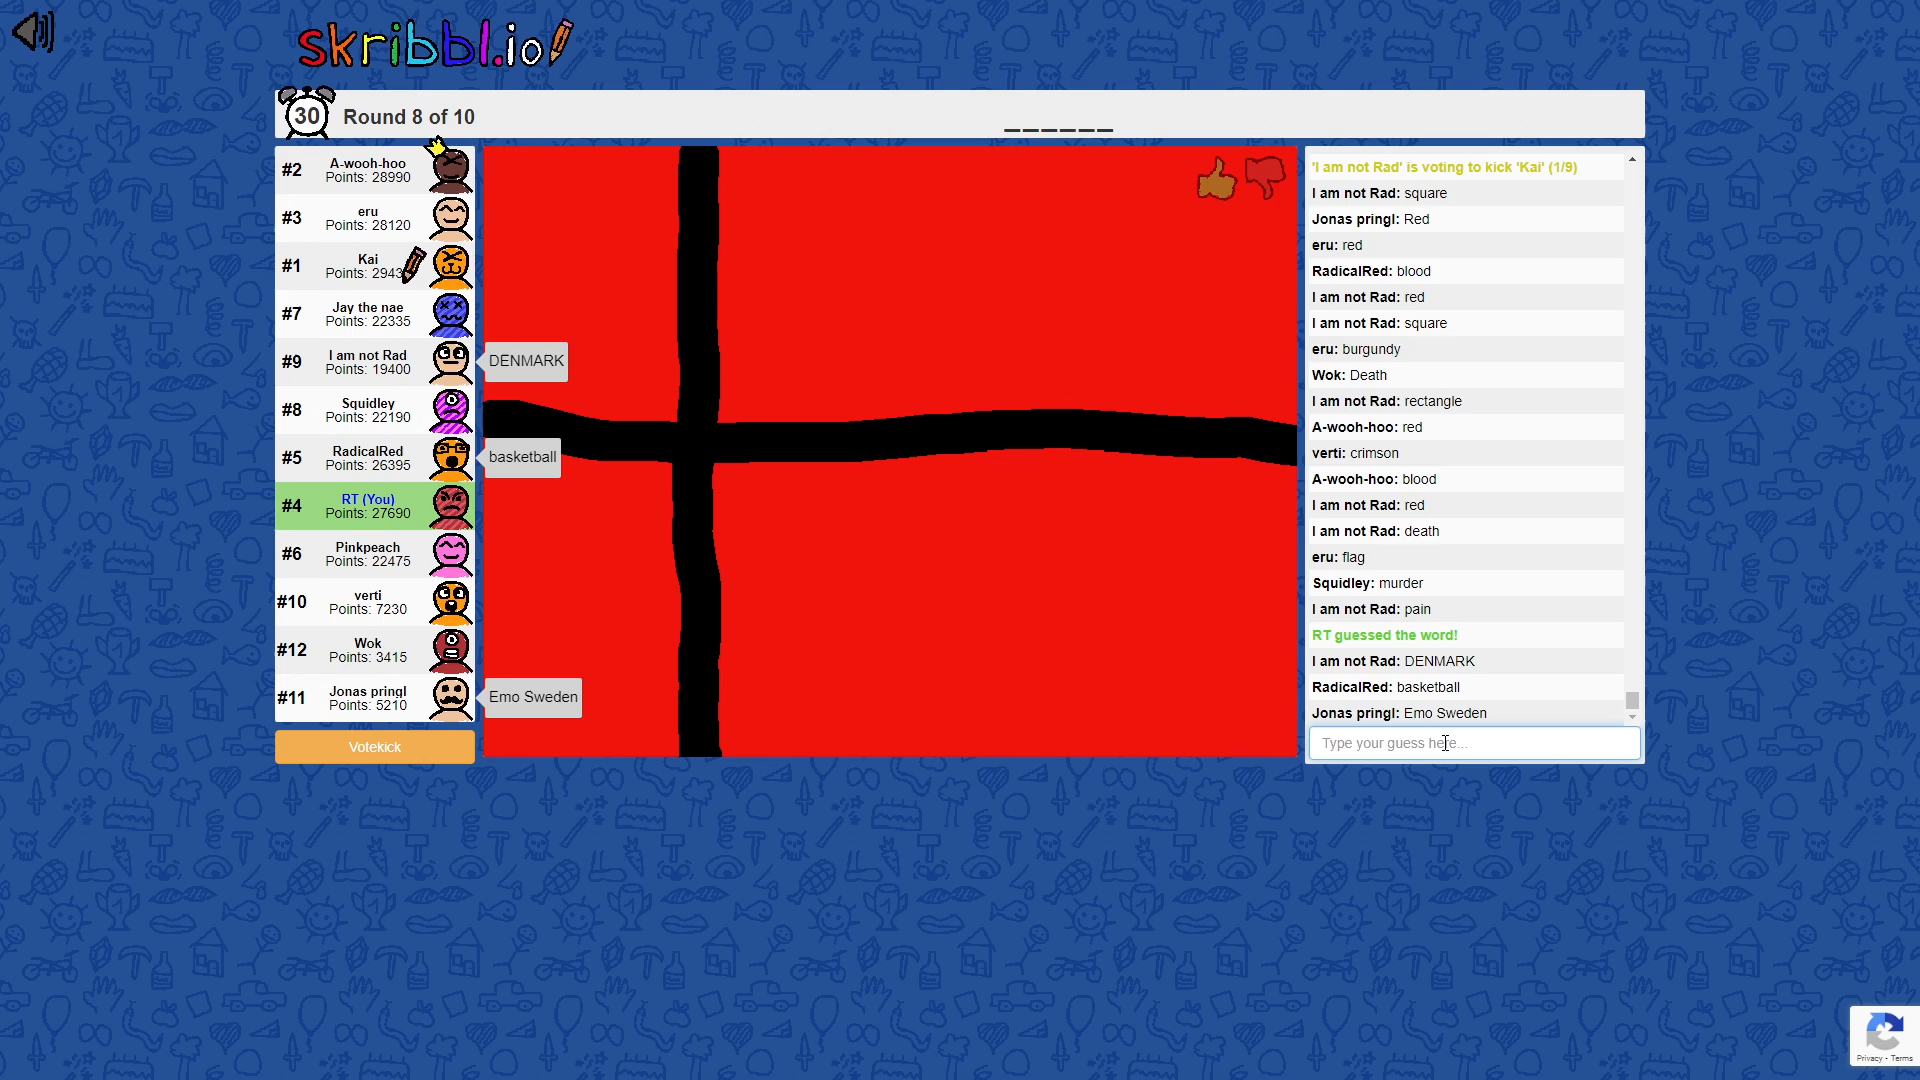 skribbl.io
30
Round 8 of 10
______
#2
A-wooh-hoo
Points: 28990
#3
eru
Points: 28120
#1
Kai
Points: 2943
#7
Jay the nae
Points: 22335
#9
I am not Rad
Points: 19400
DENMARK
#8
Squidley
Points: 22190
#5
RadicalRed
Points: 26395
basketball
#4
RT (You)
Points: 27690
#6
Pinkpeach
Points: 22475
#10
verti
Points: 7230
#12
Wok
Points: 3415
#11
Jonas pringl
Points: 5210
Emo Sweden
Votekick
'I am not Rad' is voting to kick 'Kai' (1/9)
I am not Rad: square
Jonas pringl: Red
eru: red
RadicalRed: blood
I am not Rad: red
I am not Rad: square
eru: burgundy
Wok: Death
I am not Rad: rectangle
A-wooh-hoo: red
verti: crimson
A-wooh-hoo: blood
I am not Rad: red
I am not Rad: death
eru: flag
Squidley: murder
I am not Rad: pain
RT guessed the word!
I am not Rad: DENMARK
RadicalRed: basketball
Jonas pringl: Emo Sweden
Type your guess here...
Privacy - Terms